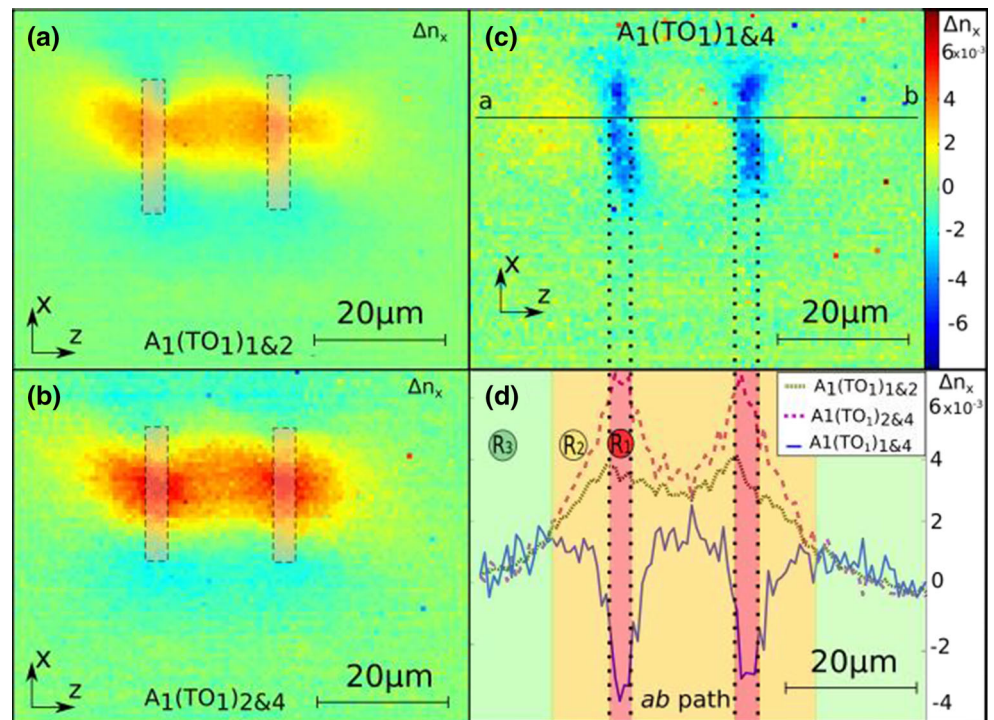 (a)
Δnₓ
x
z
A₁(TO₁)1&2
20μm
(b)
Δnₓ
x
z
A₁(TO₁)2&4
20μm
(c)
A₁(TO₁)1&4
a
b
x
z
20μm
Δnₓ
6x10⁻³
4
2
0
-2
-4
-6
(d)
R₃
R₂
R₁
A₁(TO₁)1&2
A1(TO₁)2&4
A1(TO₁)1&4
Δnₓ
6x10⁻³
4
2
0
-2
-4
ab path
20μm